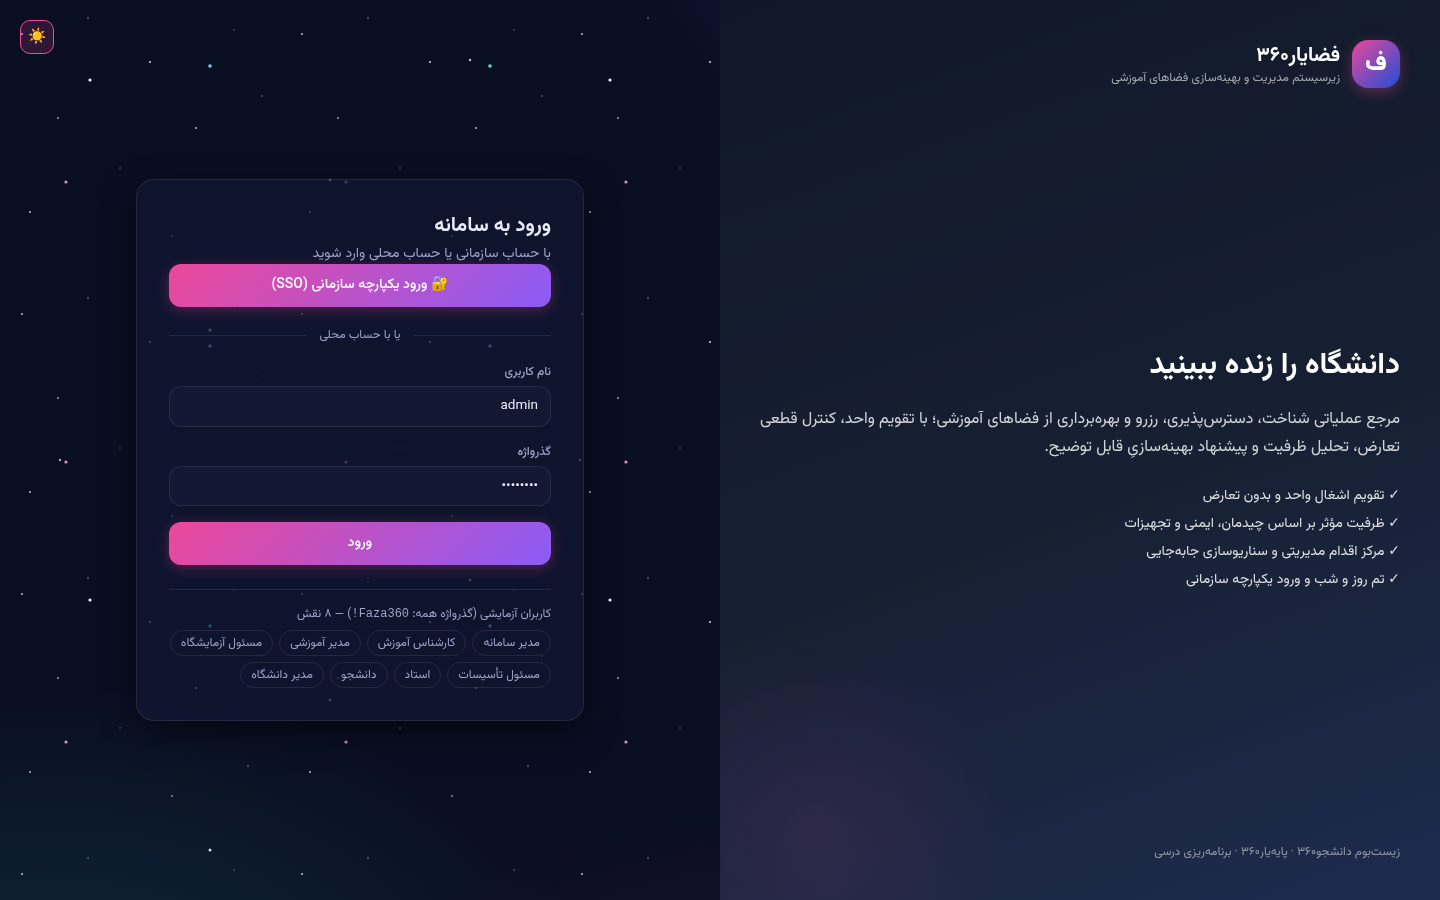 فضایار۳۶۰
زیرسیستم مدیریت و بهینه‌سازی فضاهای آموزشی
ف
دانشگاه را زنده ببینید
مرجع عملیاتی شناخت، دسترس‌پذیری، رزرو و بهره‌برداری از فضاهای آموزشی؛ با تقویم واحد، کنترل قطعی
تعارض، تحلیل ظرفیت و پیشنهاد بهینه‌سازیِ قابل توضیح.
✓ تقویم اشغال واحد و بدون تعارض
✓ ظرفیت مؤثر بر اساس چیدمان، ایمنی و تجهیزات
✓ مرکز اقدام مدیریتی و سناریوسازی جابه‌جایی
✓ تم روز و شب و ورود یکپارچه سازمانی
زیست‌بوم دانشجو۳۶۰ · پایه‌یار۳۶۰ · برنامه‌ریزی درسی
ورود به سامانه
با حساب سازمانی یا حساب محلی وارد شوید
🔐 ورود یکپارچه سازمانی (SSO)
یا با حساب محلی
نام کاربری
admin
گذرواژه
••••••••
ورود
کاربران آزمایشی (گذرواژه همه: Faza360!) — ۸ نقش
مدیر سامانه
کارشناس آموزش
مدیر آموزشی
مسئول آزمایشگاه
مسئول تأسیسات
استاد
دانشجو
مدیر دانشگاه